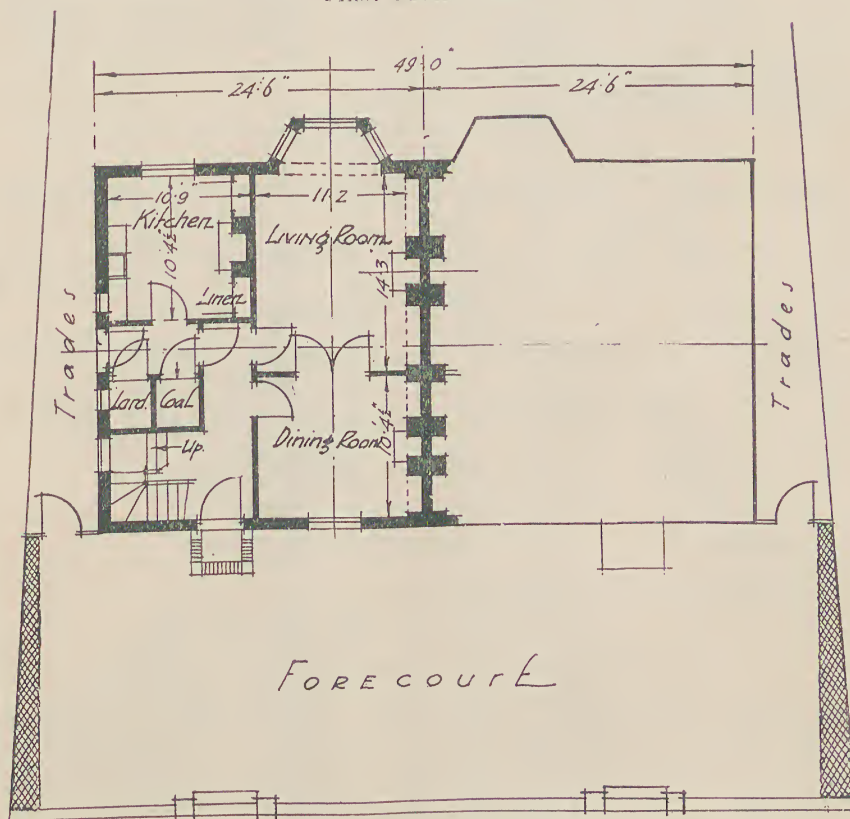 49'.0"
24'.6" 24'.6"
10'.9" 11'.2
Kitchen
Living Room
10'.4½"
14'.3"
Linen
Trades
Trades
Lard. Coal
Up.
Dining Room
10'.4½"
Forecourt